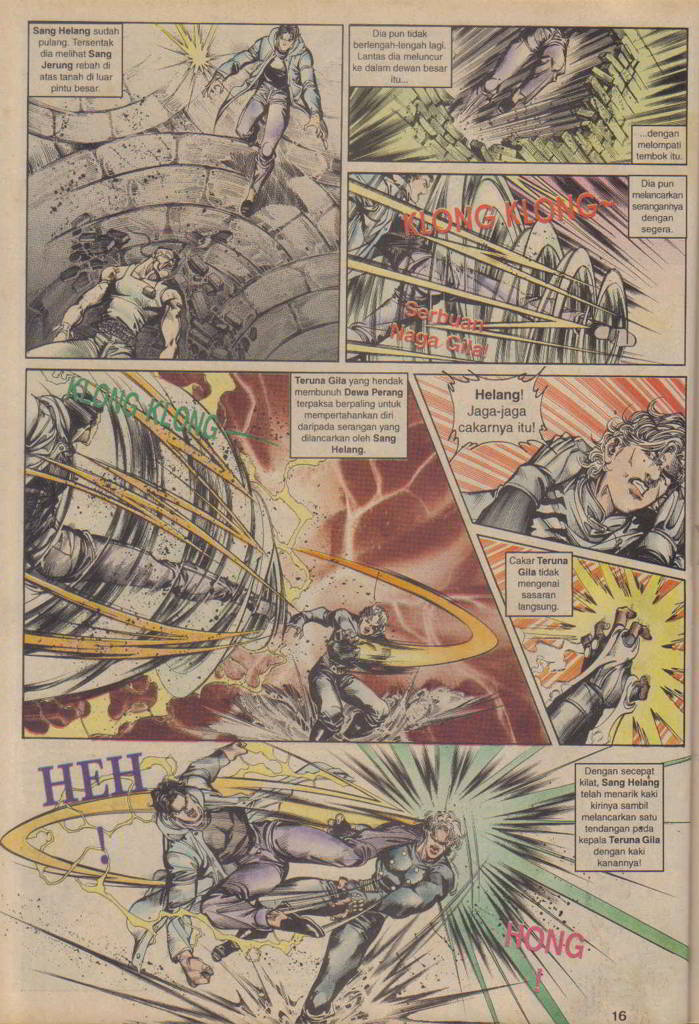 Sang Helang sudah
pulang. Tersentak
dia melihat Sang
Jerung rebah di
atas tanah di luar
pintu besar.
Dia pun tidak
berlengah-tengah lagi.
Lantas dia meluncur
ke dalam dewan besar
itu...
...dengan
melompati
tembok itu.
Dia pun
melancarkan
serangannya
dengan
segera.
KLONG KLONG~
Serbuan
Naga Gila!
KLONG KLONG~
Teruna Gila yang hendak
membunuh Dewa Perang
terpaksa berpaling untuk
mempertahankan diri
daripada serangan yang
dilancarkan oleh Sang
Helang.
Helang!
Jaga-jaga
cakarnya itu!
Cakar Teruna
Gila tidak
mengenai
sasaran
langsung.
HEH
!
Dengan secepat
kilat, Sang Helang
telah menarik kaki
kirinya sambil
melancarkan satu
tendangan pada
kepala Teruna Gila
dengan kaki
kanannya!
HONG
!
16